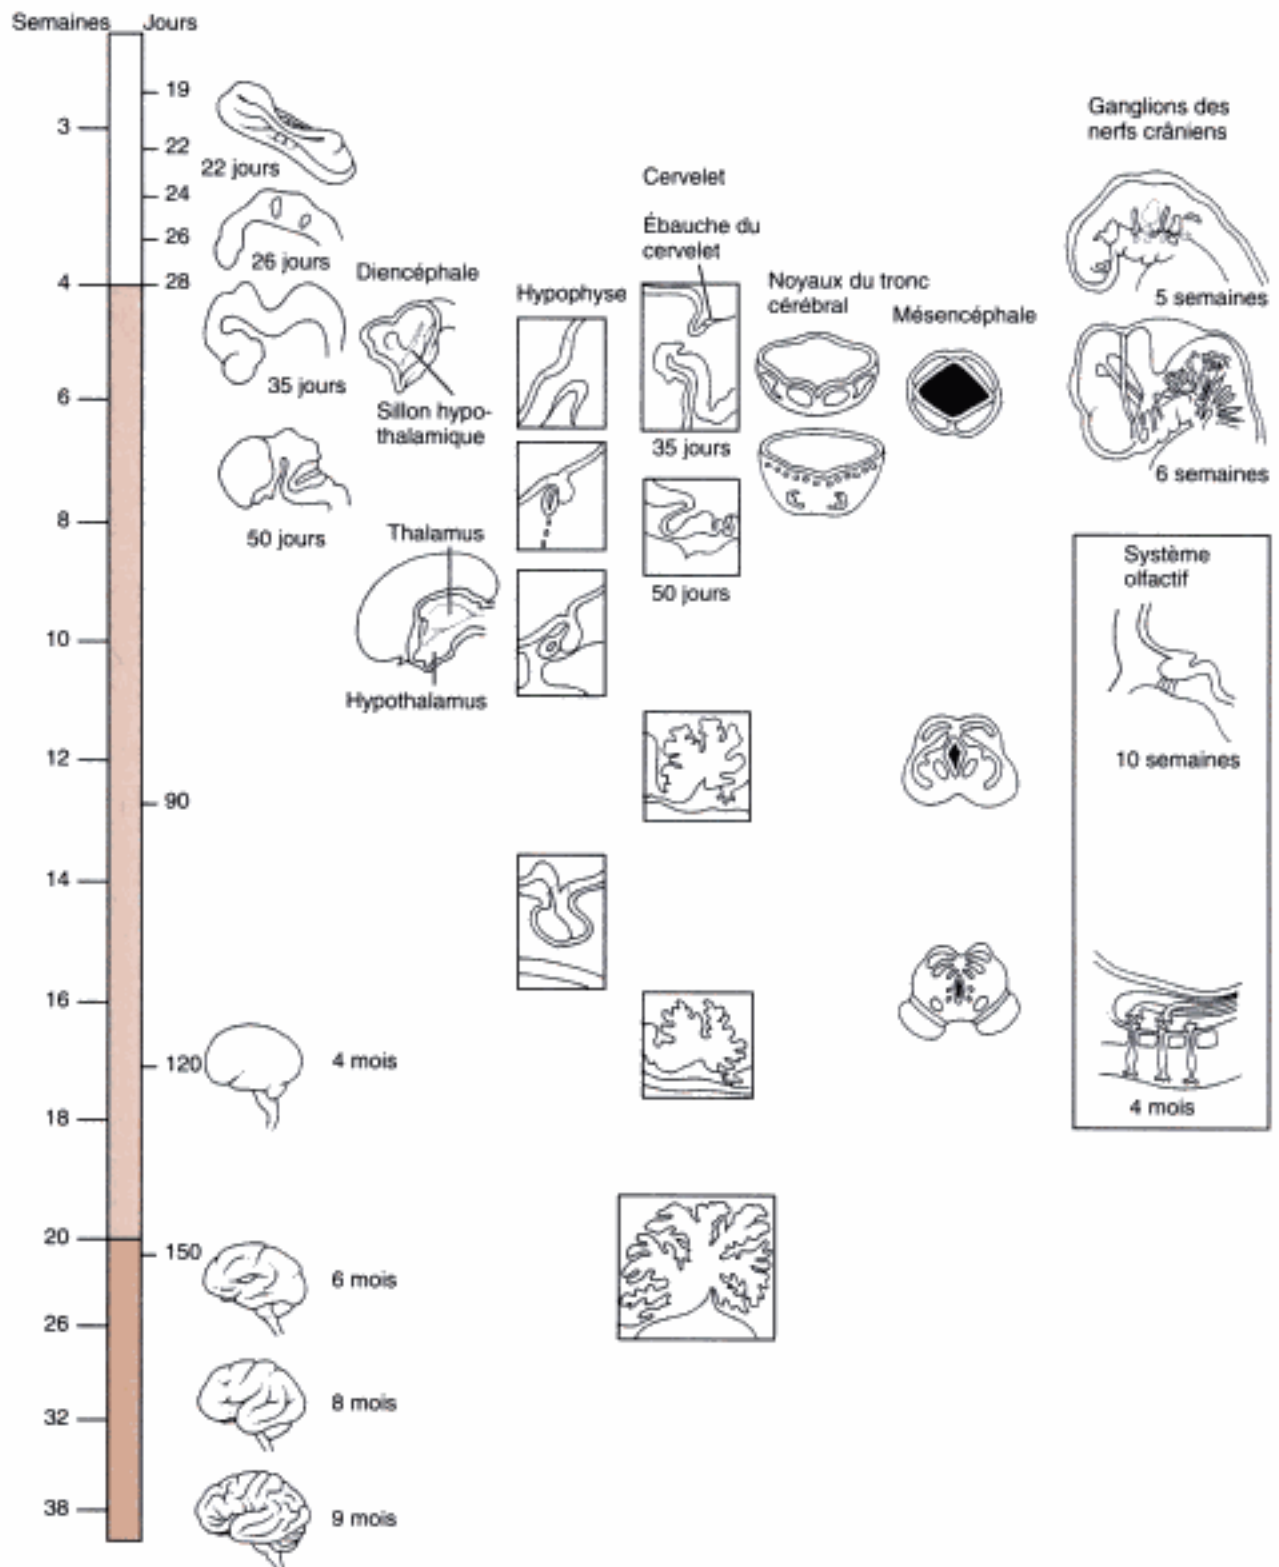 Semaines Jours
19
3
22
22 jours
24
26
26 jours
4
28
35 jours
6
50 jours
8
10
12
90
14
16
120
4 mois
18
20
150
6 mois
26
8 mois
32
38
9 mois
Diencéphale
Sillon hypo-
thalamique
Thalamus
Hypothalamus
Hypophyse
Cervelet
Ébauche du
cervelet
35 jours
50 jours
Noyaux du tronc
cérébral
Mésencéphale
Ganglions des
nerfs crâniens
5 semaines
6 semaines
Système
olfactif
10 semaines
4 mois